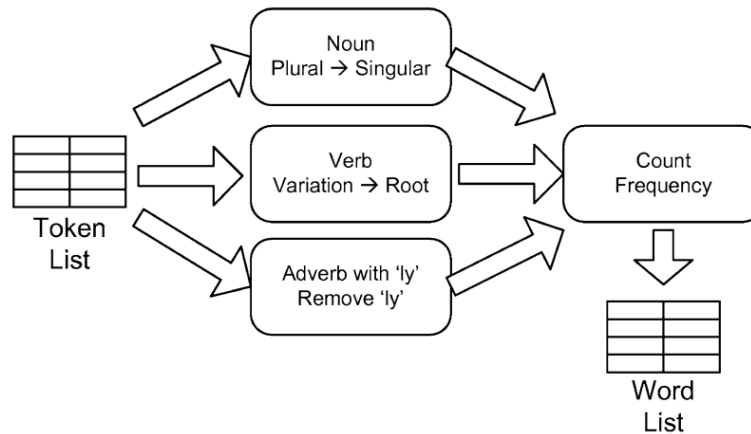 Noun
Plural → Singular
Verb
Variation → Root
Adverb with ‘ly’
Remove ‘ly’
Count
Frequency
Token
List
Word
List